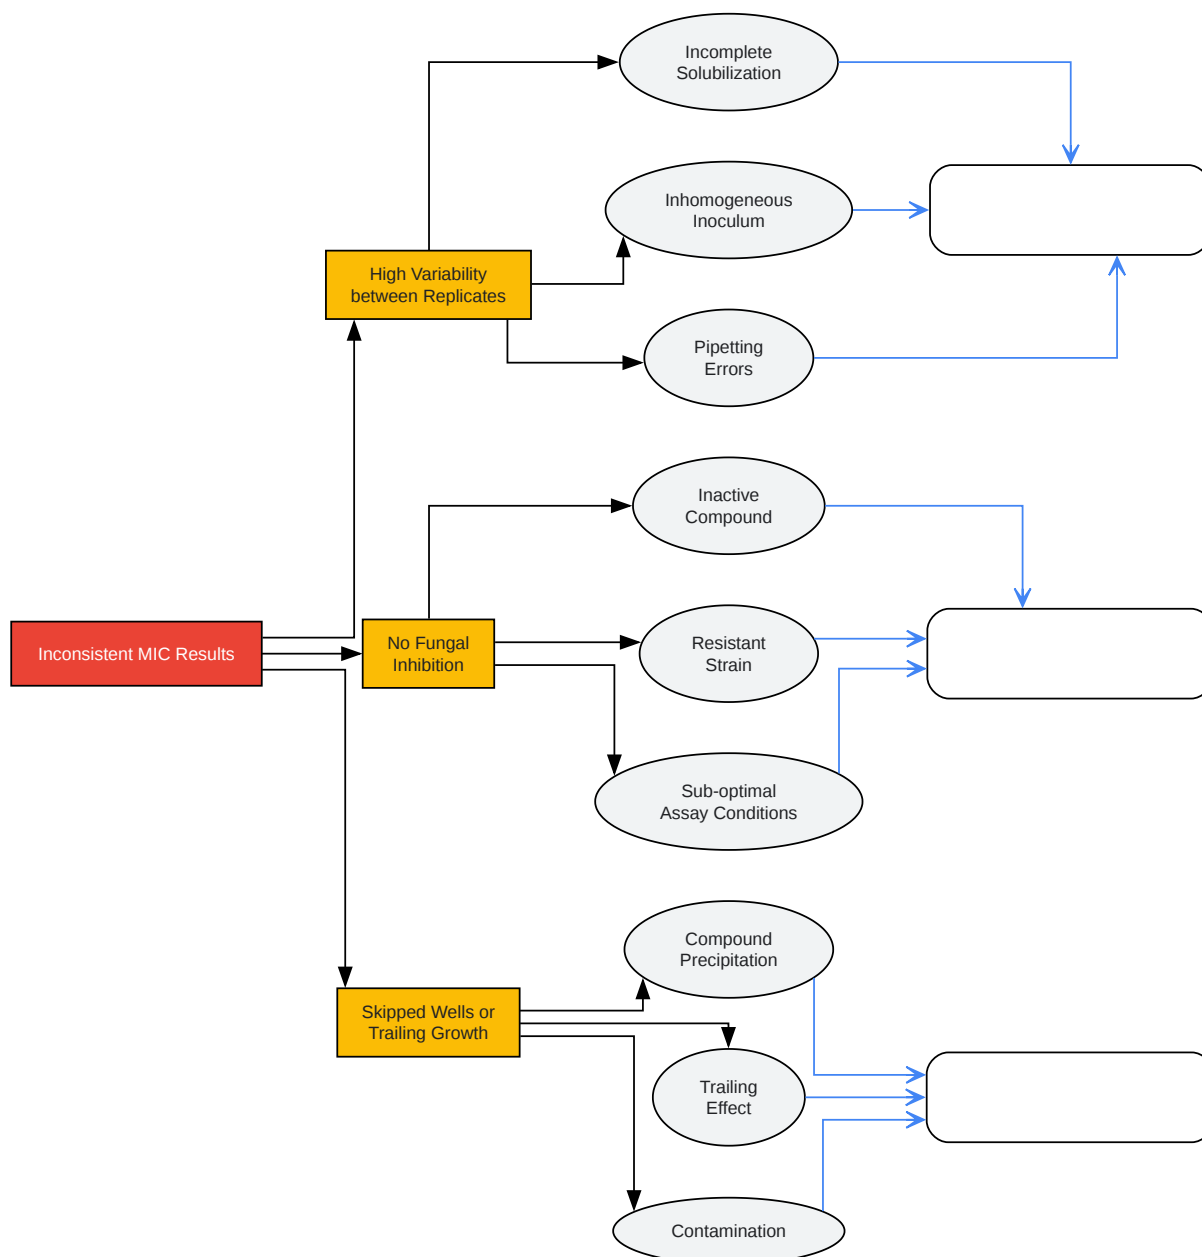 Incomplete
Solubilization
Inhomogeneous
Inoculum
High Variability
between Replicates
Pipetting
Errors
Inactive
Compound
Inconsistent MIC Results
No Fungal
Inhibition
Resistant
Strain
Sub-optimal
Assay Conditions
Compound
Precipitation
Skipped Wells or
Trailing Growth
Trailing
Effect
Contamination